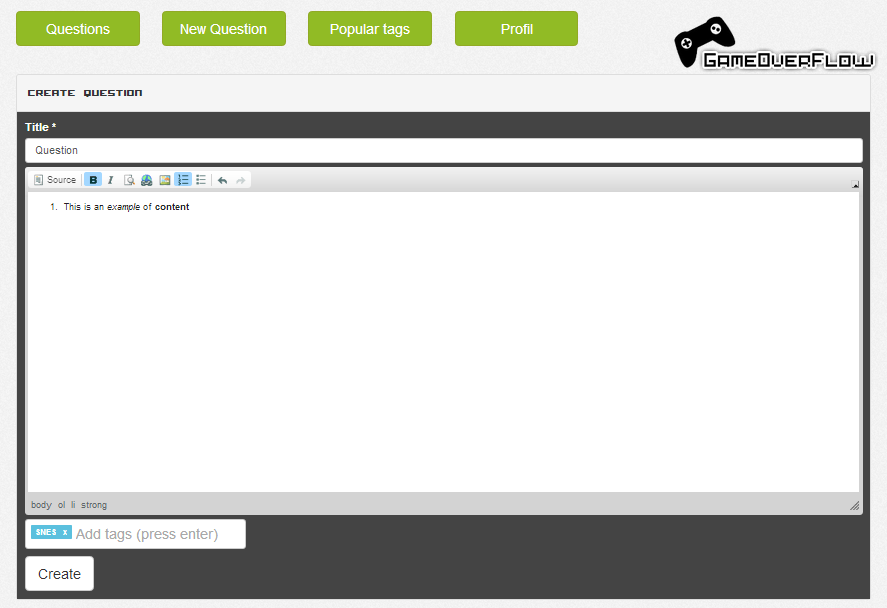 Questions New Question Popular tags Profil
GameOverFlow
CREATE QUESTION
Title *
Question
Source B I
1. This is an example of content
body ol li strong
$NES x Add tags (press enter)
Create